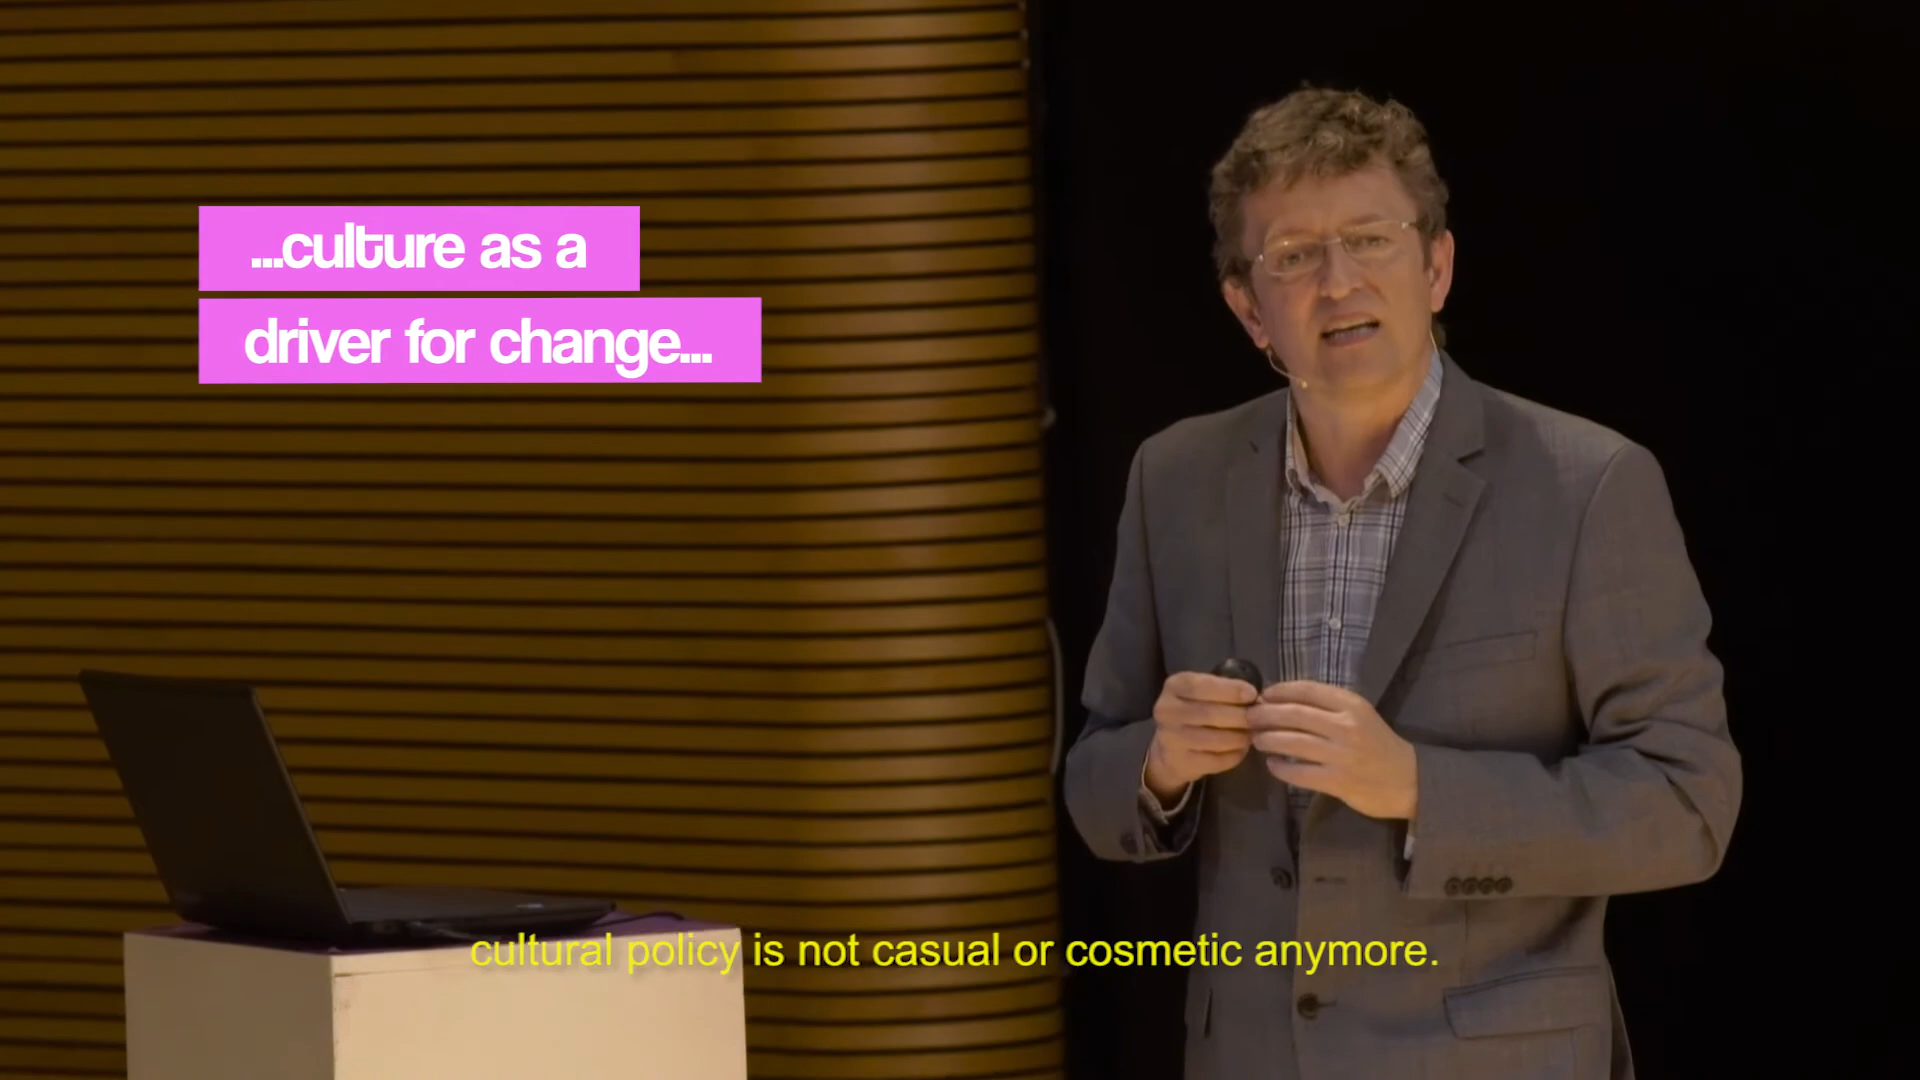 ...culture as a
driver for change...
cultural policy is not casual or cosmetic anymore.